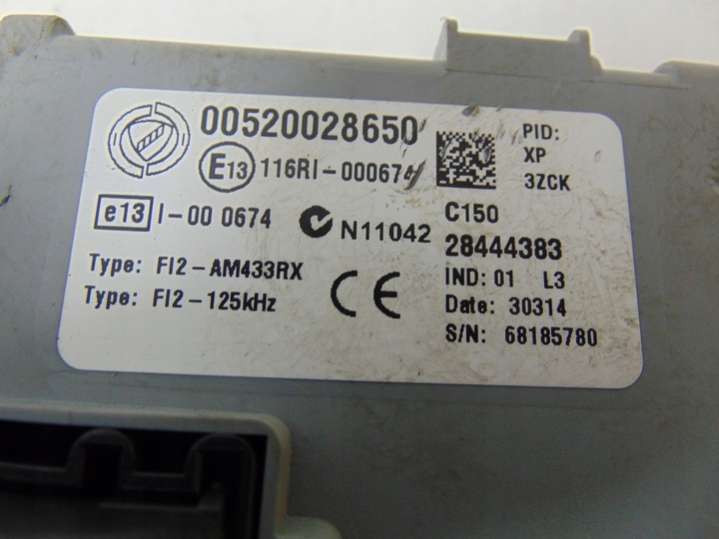 00520028650
E13 116RI-000674
e13 I-00 0674
N11042
Type: FI2-AM433RX
Type: FI2-125kHz
CE
PID:
XP
3ZCK
C150
28444383
IND: 01 L3
Date: 30314
S/N: 68185780